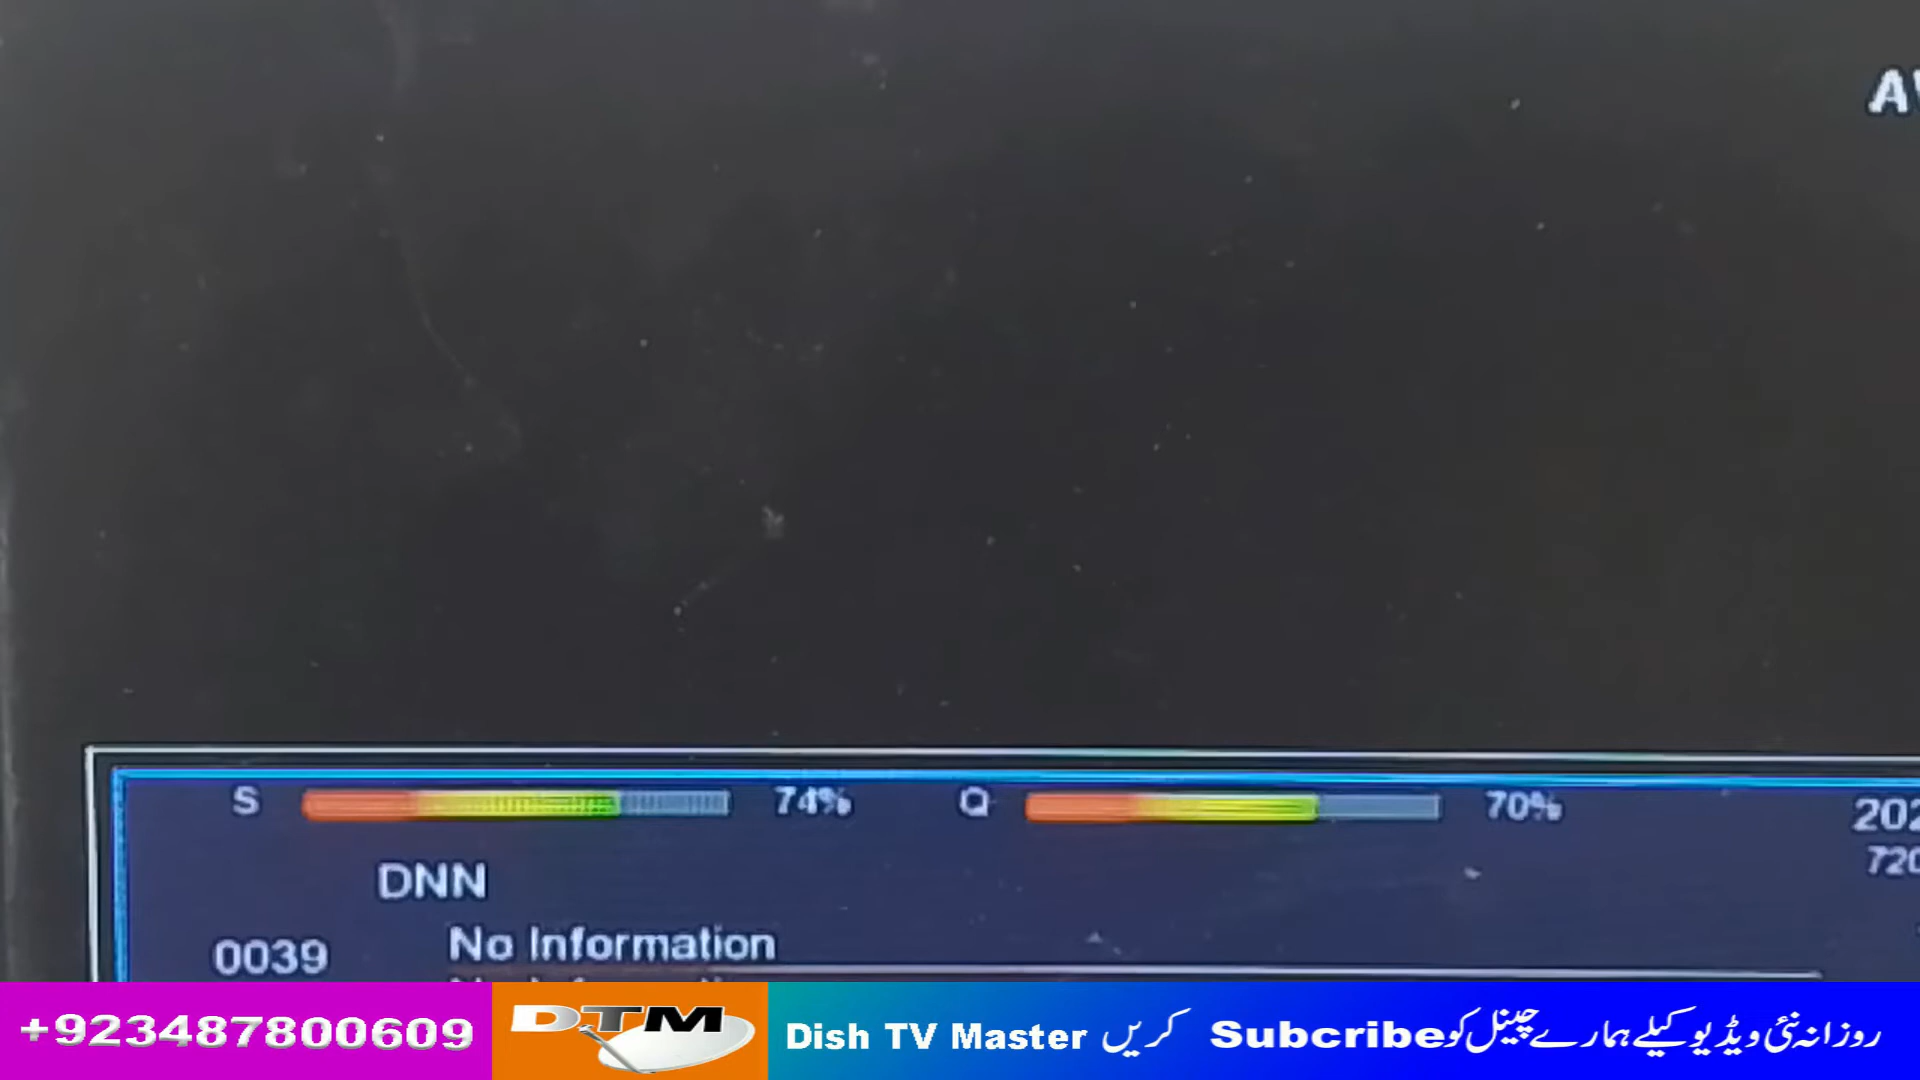 S 74% Q 70%
DNN
0039 No Information
+923487800609 DTM Dish TV Master روزانہ نئی ویڈیو کیلئے ہمارے چینل کو Subcribe کریں